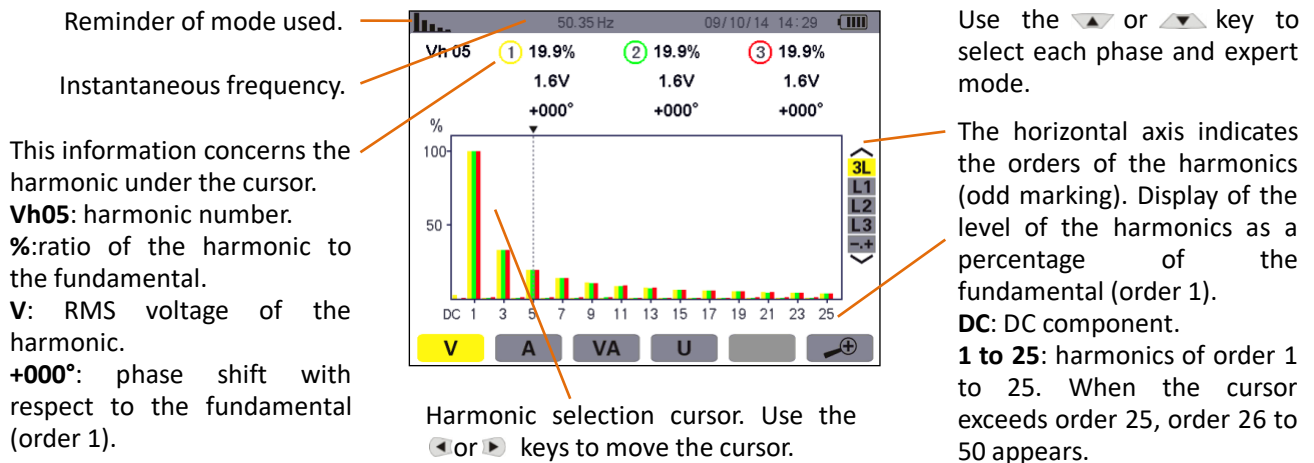 Reminder of mode used.
Instantaneous frequency.
This information concerns the
harmonic under the cursor.
Vh05: harmonic number.
%:ratio of the harmonic to
the fundamental.
V: RMS voltage of the
harmonic.
+000°: phase shift with
respect to the fundamental
(order 1).
50.35 Hz 09/10/14 14:29
Vh 05 1 19.9% 2 19.9% 3 19.9%
1.6V 1.6V 1.6V
+000° +000° +000°
%
100
50
3L
L1
L2
L3
-.+
DC 1 3 5 7 9 11 13 15 17 19 21 23 25
V A VA U
Harmonic selection cursor. Use the
or keys to move the cursor.
Use the or key to
select each phase and expert
mode.
The horizontal axis indicates
the orders of the harmonics
(odd marking). Display of the
level of the harmonics as a
percentage of the
fundamental (order 1).
DC: DC component.
1 to 25: harmonics of order 1
to 25. When the cursor
exceeds order 25, order 26 to
50 appears.